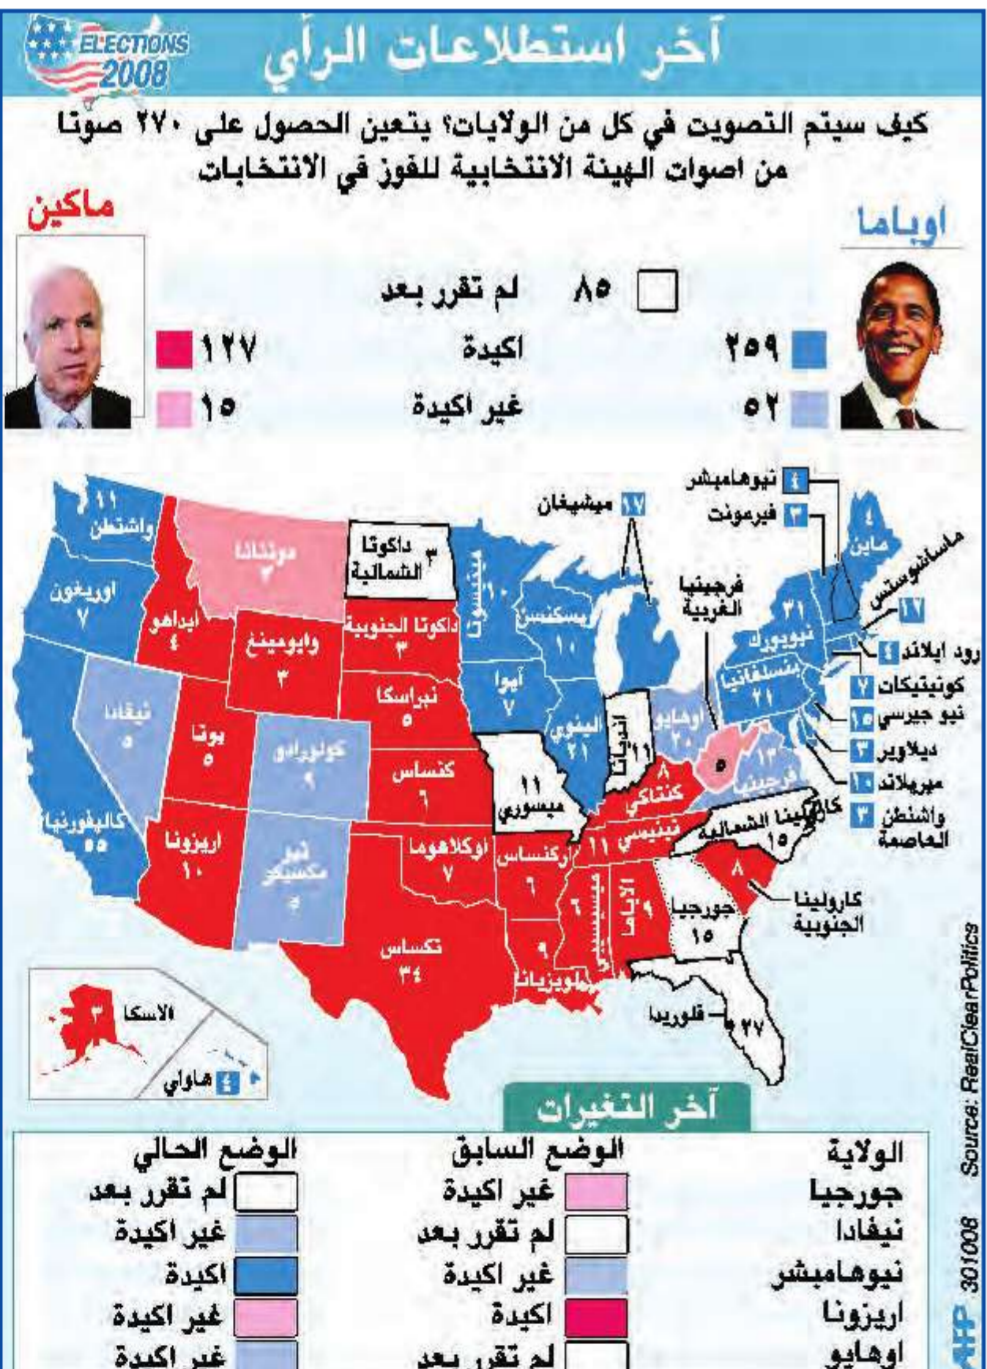 ELECTIONS
2008
آخر استطلاعات الرأي
كيف سيتم التصويت في كل من الولايات؟ يتعين الحصول على ٢٧٠ صوتا
من اصوات الهيئة الانتخابية للفوز في الانتخابات
اوباما
ماكين
٨٥ لم تقرر بعد
٢٥٩ اكيدة ١٢٧
٥٢ غير اكيدة ١٥
١١
واشنطن
اوريغون
٧
كاليفورنيا
٥٥
نيفادا
٥
ايداهو
٤
مونتانا
٣
وايومينغ
٣
يوتا
٥
كولورادو
٩
اريزونا
١٠
نيو
مكسيكو
٥
داكوتا
الشمالية
٣
داكوتا الجنوبية
٣
نبراسكا
٥
كنساس
٦
اوكلاهوما
٧
تكساس
٣٤
مينيسوتا
١٠
آيوا
٧
١١
ميسوري
اركنساس
٦
٩
لويزيانا
ويسكنسن
١٠
الينوي
٢١
١٧ ميشيغان
انديانا
١١
اوهايو
٢٠
٨
كنتاكي
تينيسي ١١
ميسيسيبي
٦
الاباما
٩
جورجيا
١٥
فلوريدا
٢٧
٨
كارولينا
الجنوبية
كارولينا الشمالية
١٥
١٣
فرجينيا
فرجينيا
الغربية
٥
بنسلفانيا
٢١
٣١
نيويورك
٤
ماين
٤ نيوهامبشر
٣ فيرمونت
ماساتشوستس
١٢
رود ايلاند ٤
كونيتيكات ٧
نيو جيرسي ١٥
ديلاوير ٣
ميريلاند ١٠
واشنطن ٣
العاصمة
الاسكا
٣
٤ هاواي
آخر التغيرات
الولاية الوضع السابق الوضع الحالي
جورجيا غير اكيدة لم تقرر بعد
نيفادا لم تقرر بعد غير اكيدة
نيوهامبشر غير اكيدة اكيدة
اريزونا اكيدة غير اكيدة
اوهايو لم تقرر بعد غير اكيدة
Source: RealClearPolitics
AFP 301008